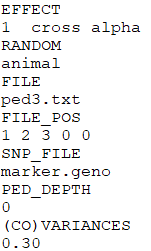 EFFECT
1  cross alpha
RANDOM
animal
FILE
ped3.txt
FILE_POS
1 2 3 0 0
SNP_FILE
marker.geno
PED_DEPTH
0
(CO)VARIANCES
0.30